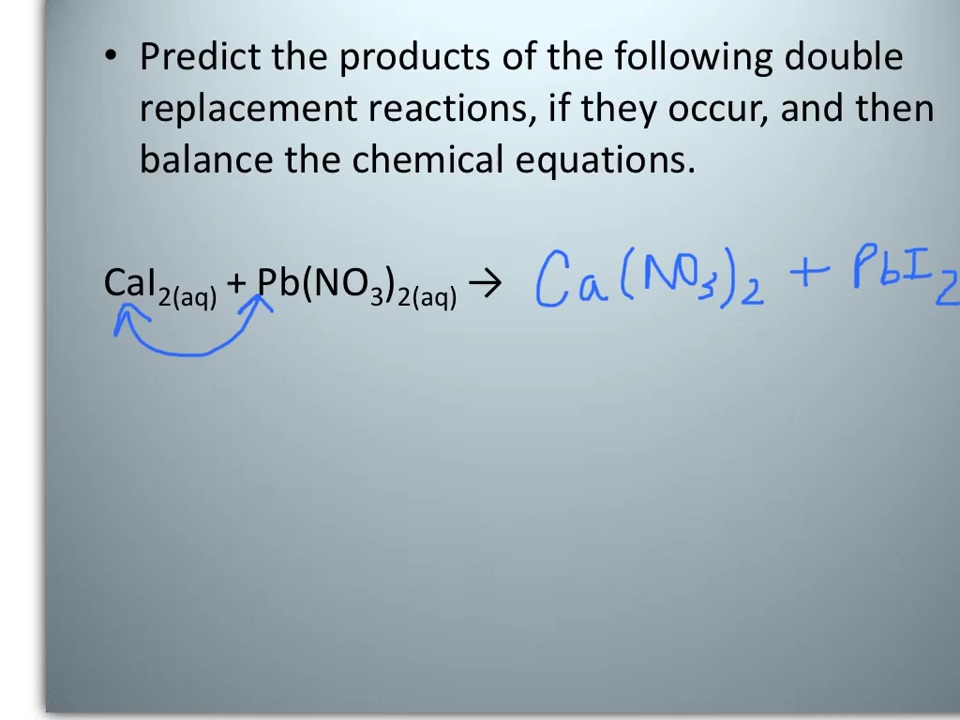 • Predict the products of the following double
replacement reactions, if they occur, and then
balance the chemical equations.
CaI₂₍aq₎ + Pb(NO₃)₂₍aq₎ → Ca(NO₃)₂ + PbI₂